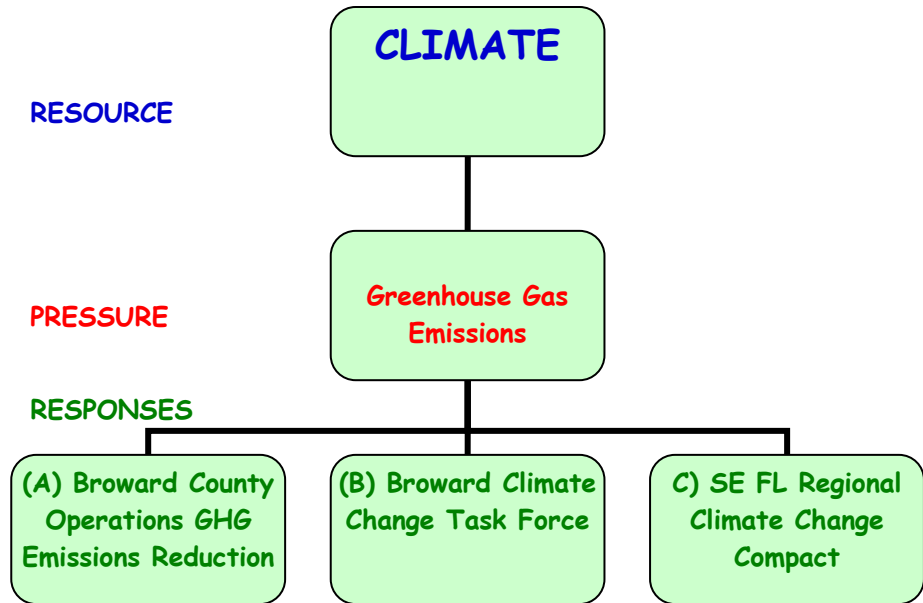 CLIMATE
RESOURCE
Greenhouse Gas
Emissions
PRESSURE
RESPONSES
(A) Broward County
Operations GHG
Emissions Reduction
(B) Broward Climate
Change Task Force
C) SE FL Regional
Climate Change
Compact